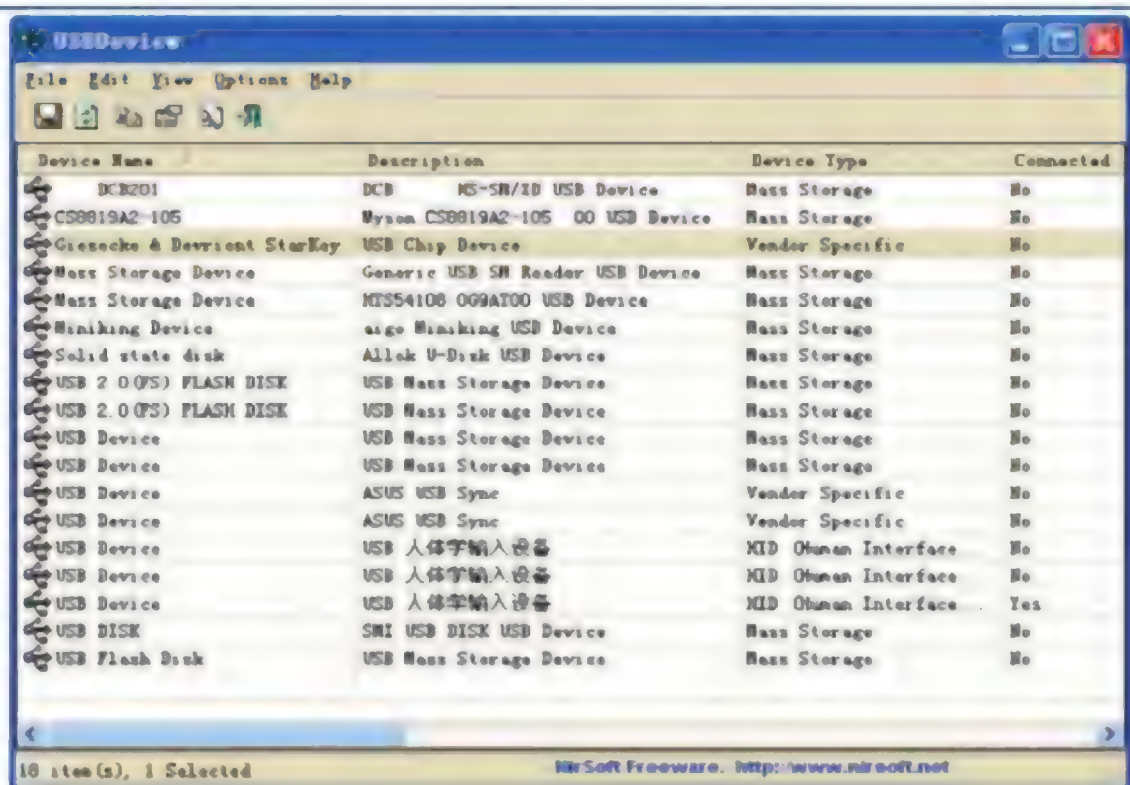 USBDeview
File Edit View Options Help
Device Name Description Device Type Connected
DCB201 DCB MS-SM/XD USB Device Mass Storage No
CS8819A2-105 Myson CS8819A2-105 00 USB Device Mass Storage No
Giesecke & Devrient StarKey USB Chip Device Vendor Specific No
Mass Storage Device Generic USB SM Reader USB Device Mass Storage No
Mass Storage Device MTS54106 0G9AT00 USB Device Mass Storage No
Miniking Device aigo Miniking USB Device Mass Storage No
Solid state disk Allok U-Disk USB Device Mass Storage No
USB 2.0(FS) FLASH DISK USB Mass Storage Device Mass Storage No
USB 2.0(FS) FLASH DISK USB Mass Storage Device Mass Storage No
USB Device USB Mass Storage Device Mass Storage No
USB Device USB Mass Storage Device Mass Storage No
USB Device ASUS USB Sync Vendor Specific No
USB Device ASUS USB Sync Vendor Specific No
USB Device USB 人体学输入设备 HID (Human Interface No
USB Device USB 人体学输入设备 HID (Human Interface No
USB Device USB 人体学输入设备 HID (Human Interface Yes
USB DISK SMI USB DISK USB Device Mass Storage No
USB Flash Disk USB Mass Storage Device Mass Storage No
18 item(s), 1 Selected NirSoft Freeware. http://www.nirsoft.net